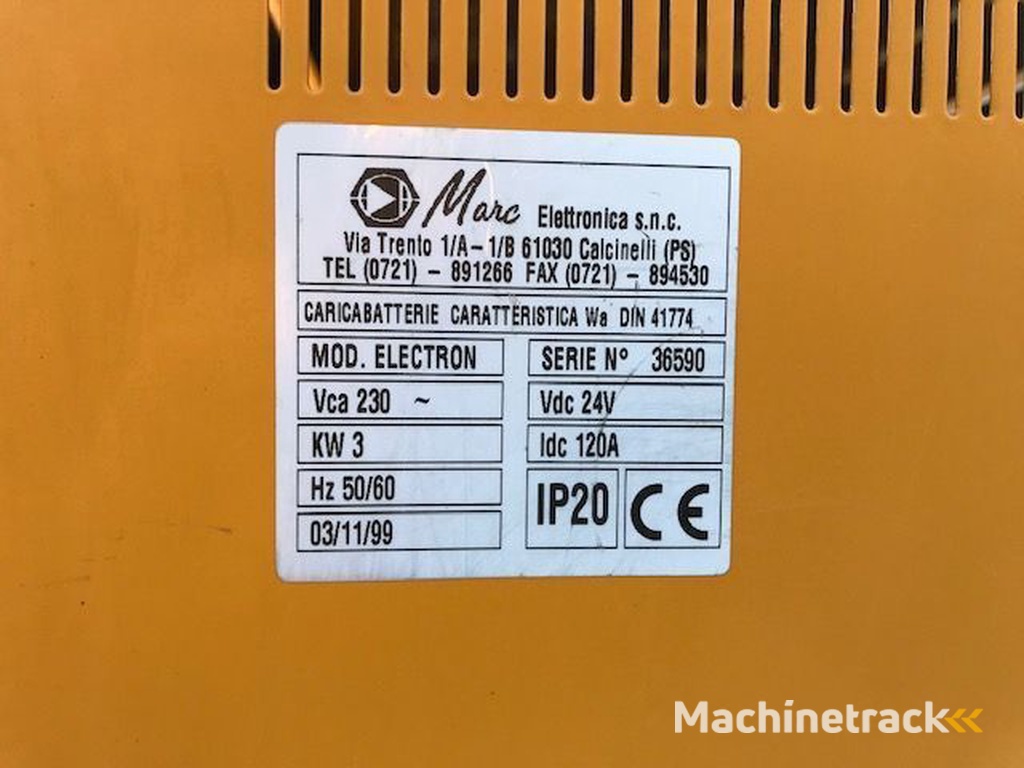 Marc Elettronica s.n.c.
Via Trento 1/A - 1/B 61030 Calcinelli (PS)
TEL (0721) - 891266 FAX (0721) - 894530
CARICABATTERIE CARATTERISTICA Wa DIN 41774
MOD. ELECTRON SERIE N° 36590
Vca 230 ~ Vdc 24V
KW 3 Idc 120A
Hz 50/60 IP20 CE
03/11/99
Machinetrack